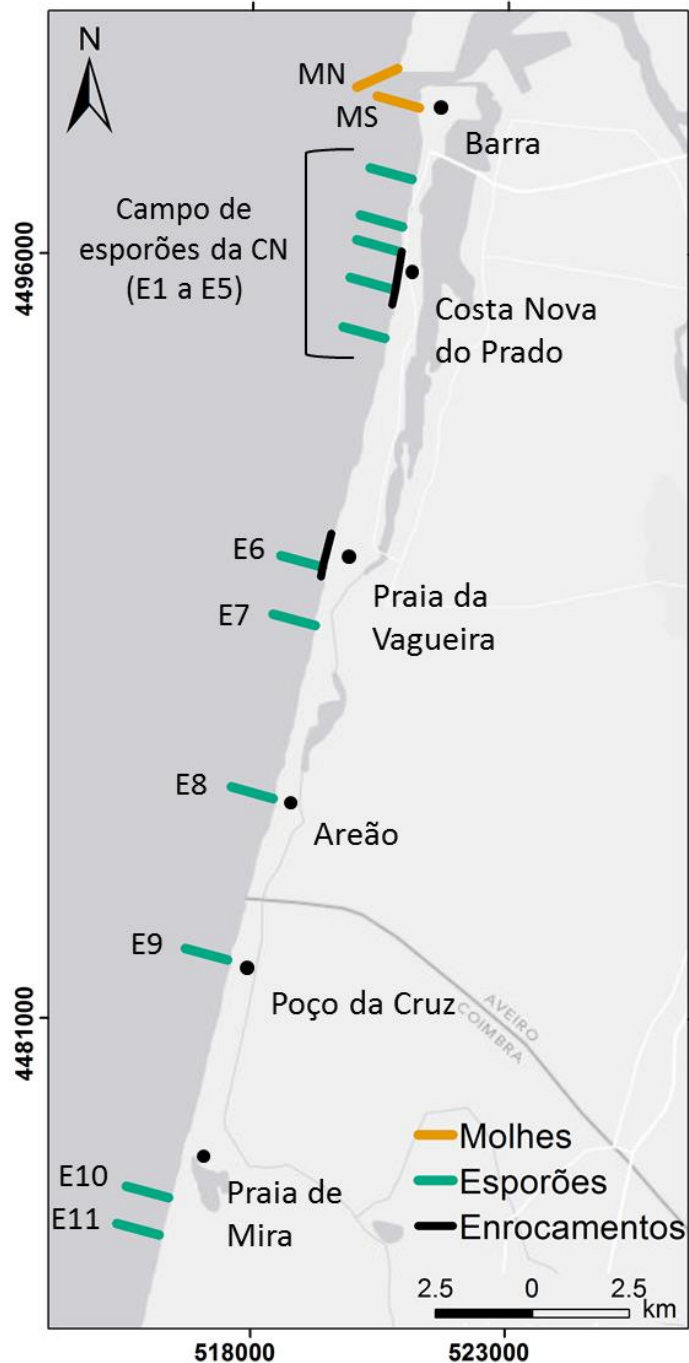 N
MN
MS
Barra
Campo de
esporões da CN
(E1 a E5)
4496000
Costa Nova
do Prado
E6
Praia da
Vagueira
E7
E8
Areão
E9
Poço da Cruz
AVEIRO
COIMBRA
4481000
Molhes
Esporões
Enrocamentos
E10
E11
Praia de
Mira
2.5 0 2.5
km
518000 523000